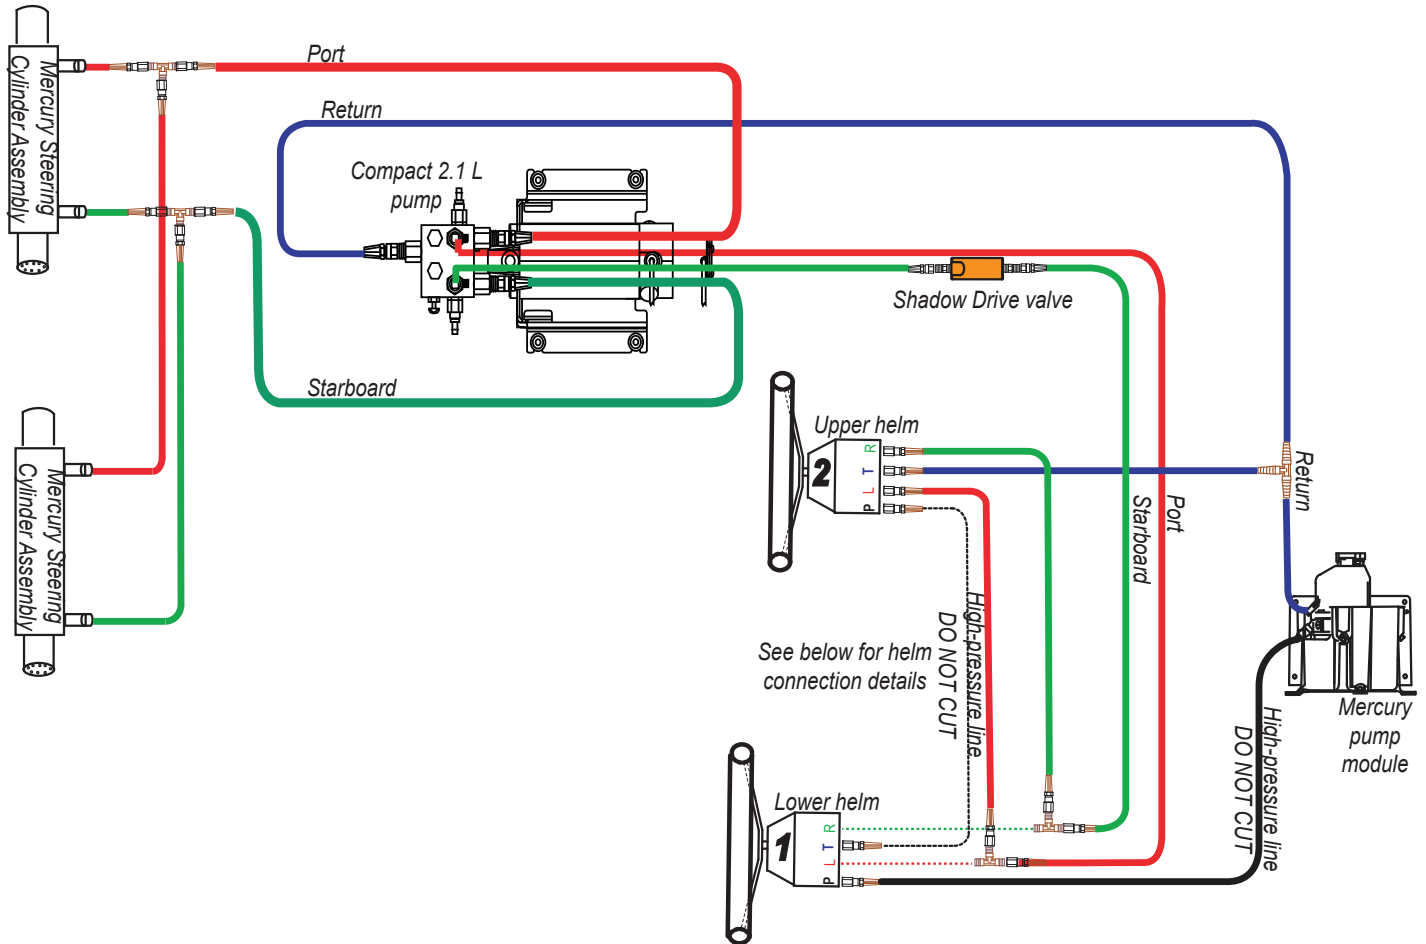 Port
Return
Compact 2.1 L
pump
Mercury Steering
Cylinder Assembly
Shadow Drive valve
Starboard
Upper helm
2
R
T
L
P
Port
Starboard
Return
Mercury Steering
Cylinder Assembly
High-pressure line
DO NOT CUT
See below for helm
connection details
Mercury
pump
module
High-pressure line
DO NOT CUT
Lower helm
1
R
T
L
P